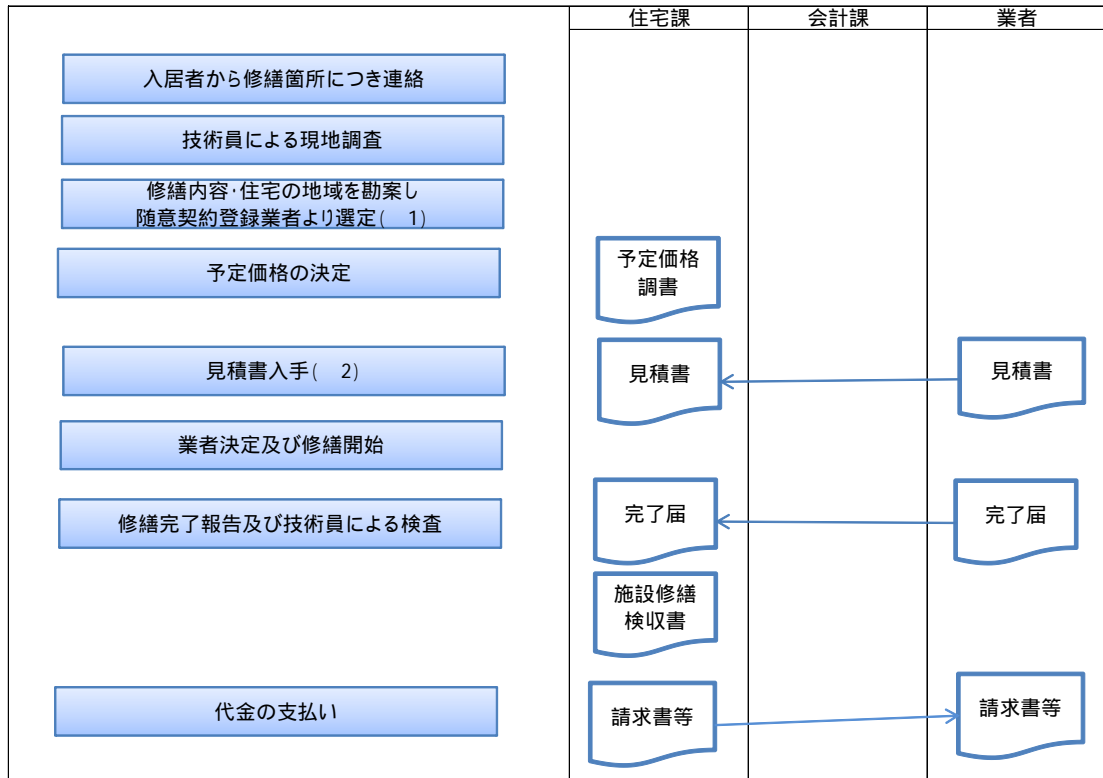 住宅課
会計課
業者
入居者から修繕箇所につき連絡
技術員による現地調査
修繕内容・住宅の地域を勘案し
随意契約登録業者より選定( 1)
予定価格の決定
予定価格
調書
見積書入手( 2)
見積書
見積書
業者決定及び修繕開始
修繕完了報告及び技術員による検査
完了届
完了届
施設修繕
検収書
代金の支払い
請求書等
請求書等